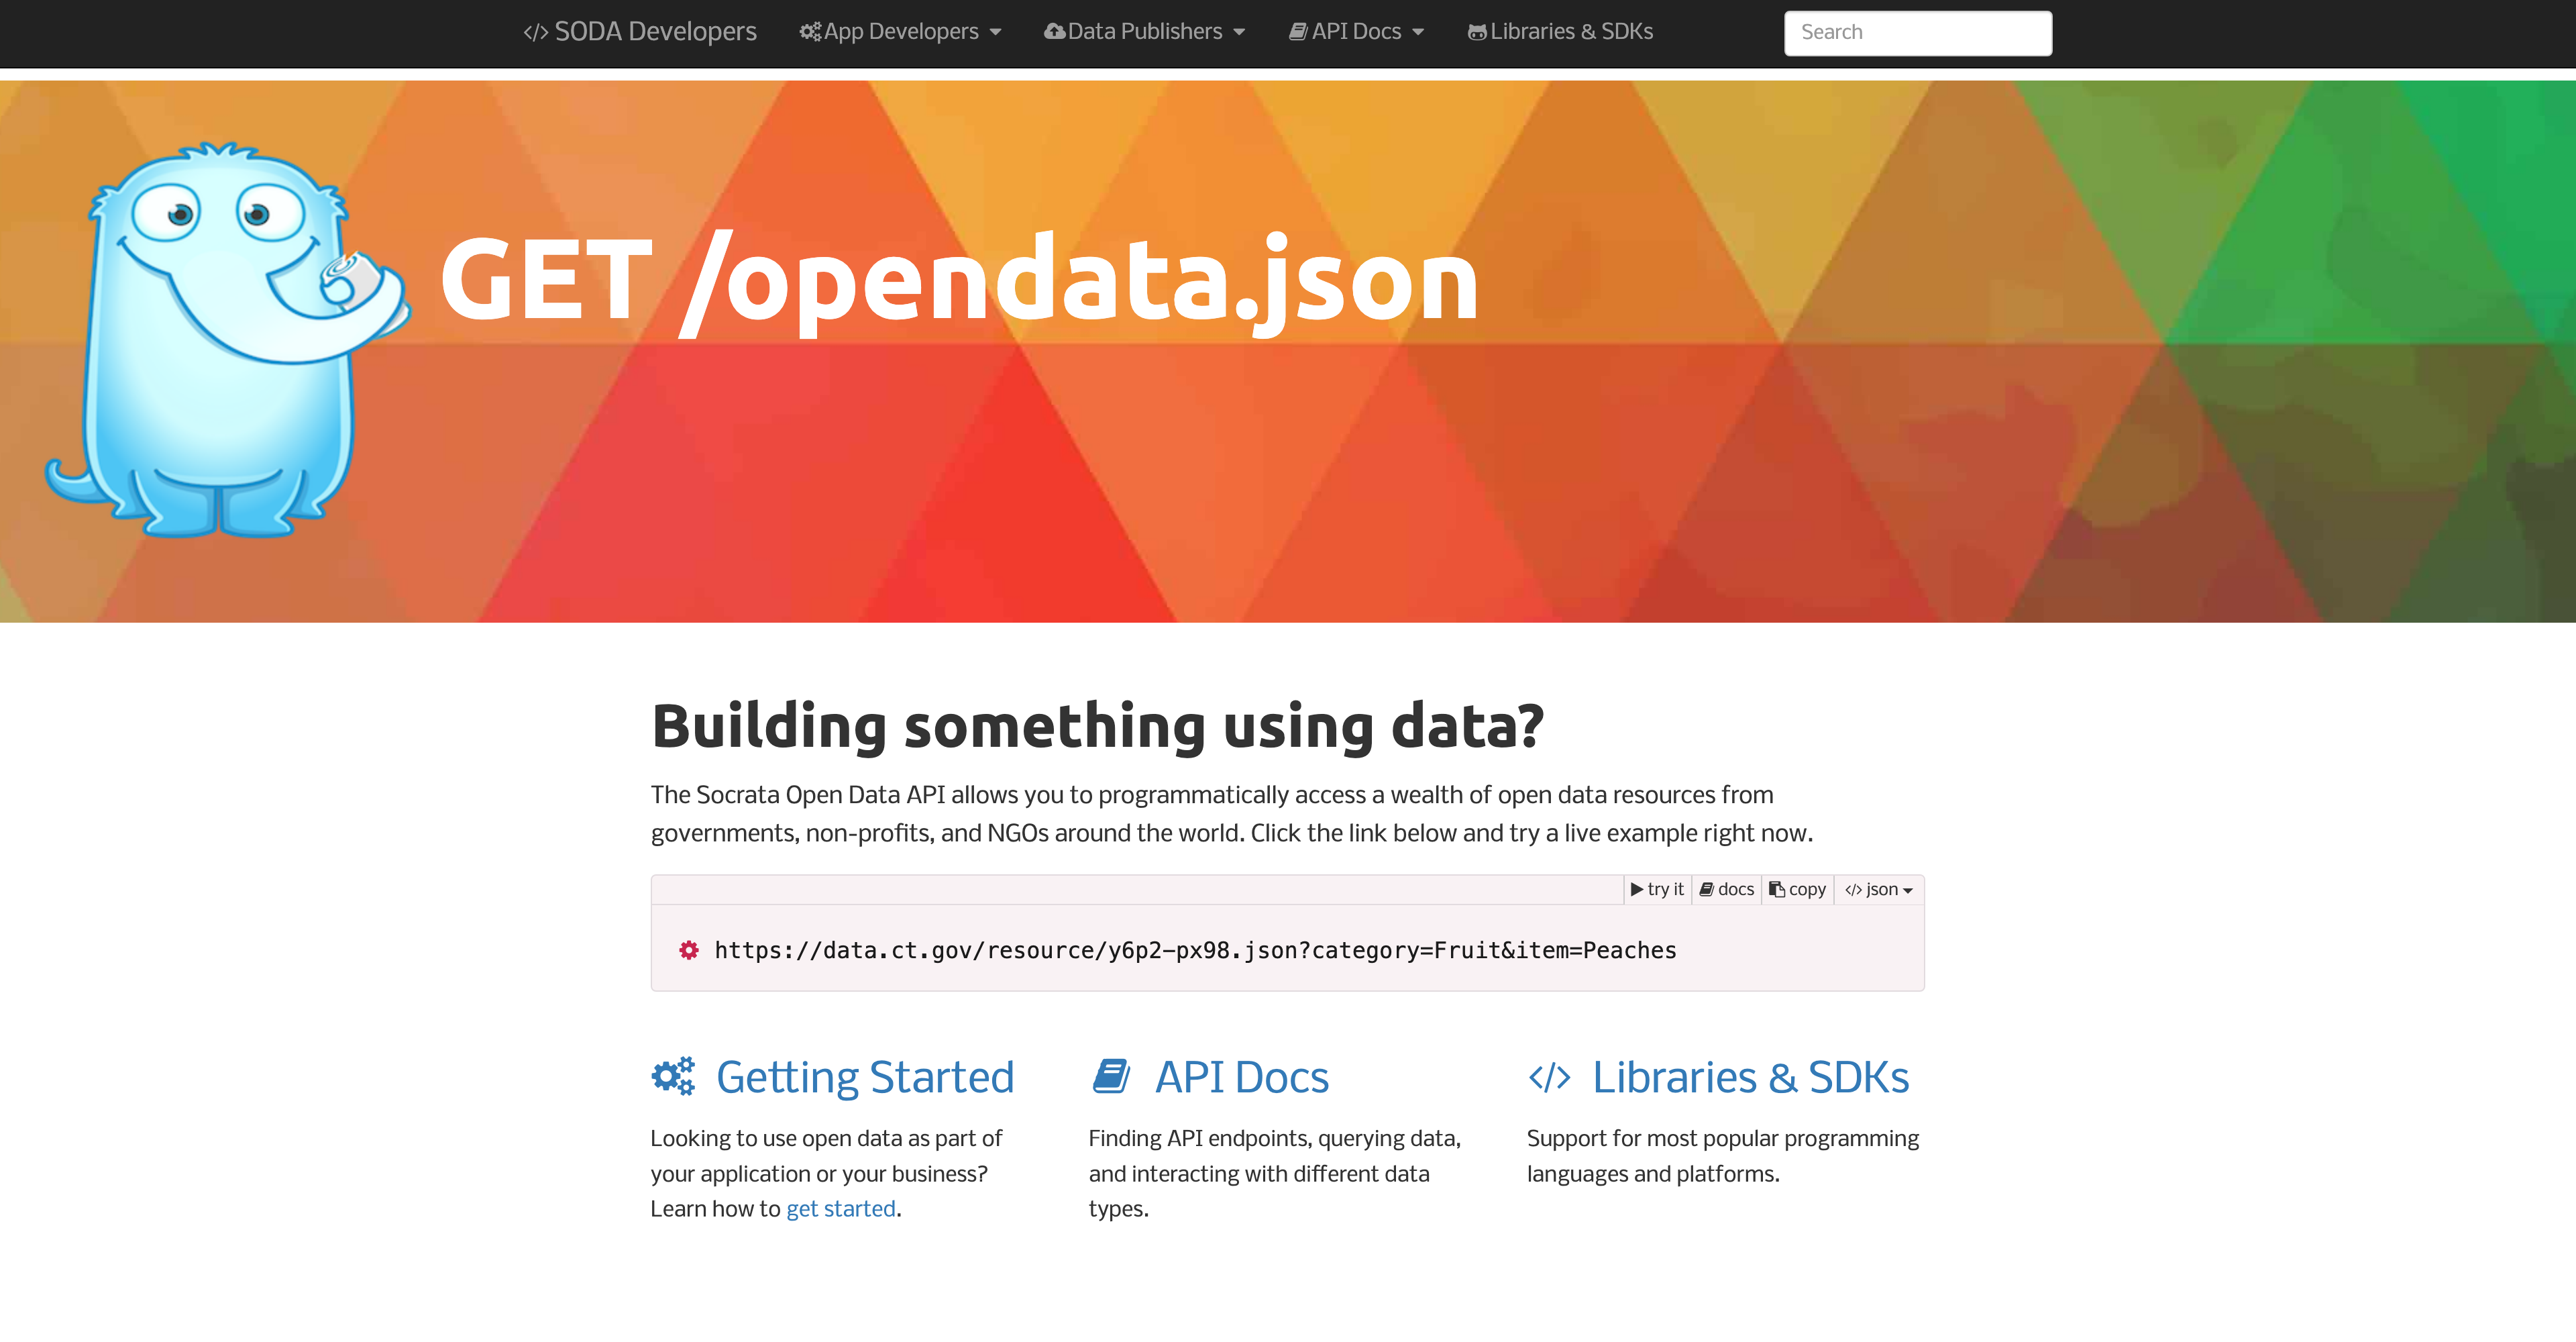 SODA Developers App Developers Data Publishers API Docs Libraries & SDKs Search
GET /opendata.json
Building something using data?
The Socrata Open Data API allows you to programmatically access a wealth of open data resources from
governments, non-profits, and NGOs around the world. Click the link below and try a live example right now.
try it docs copy json
https://data.ct.gov/resource/y6p2-px98.json?category=Fruit&item=Peaches
Getting Started
Looking to use open data as part of
your application or your business?
Learn how to get started.
API Docs
Finding API endpoints, querying data,
and interacting with different data
types.
Libraries & SDKs
Support for most popular programming
languages and platforms.